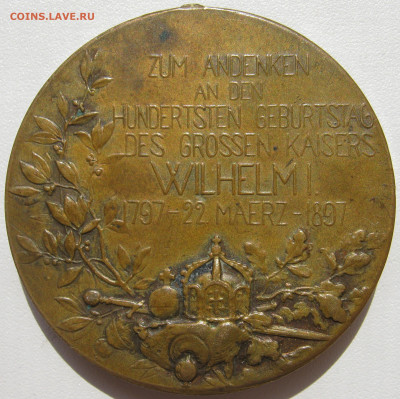 COINS.LAVE.RU
ZUM ANDENKEN
AN DEN
HUNDERTSTEN GEBURTSTAG
DES GROSSEN KAISERS
WILHELM I.
1797-22 MAERZ-1897